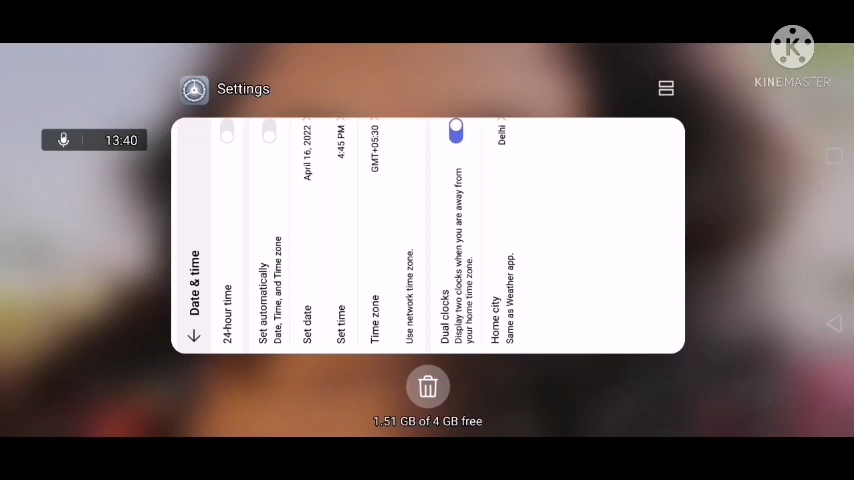 KINEMASTER
Settings
13:40
Date & time
24-hour time
Set automatically
Date, Time, and Time zone
Set date April 16, 2022
Set time 4:45 PM
Time zone GMT+05:30
Use network time zone.
Dual clocks
Display two clocks when you are away from
your home time zone.
Home city Delhi
Same as Weather app.
1.51 GB of 4 GB free